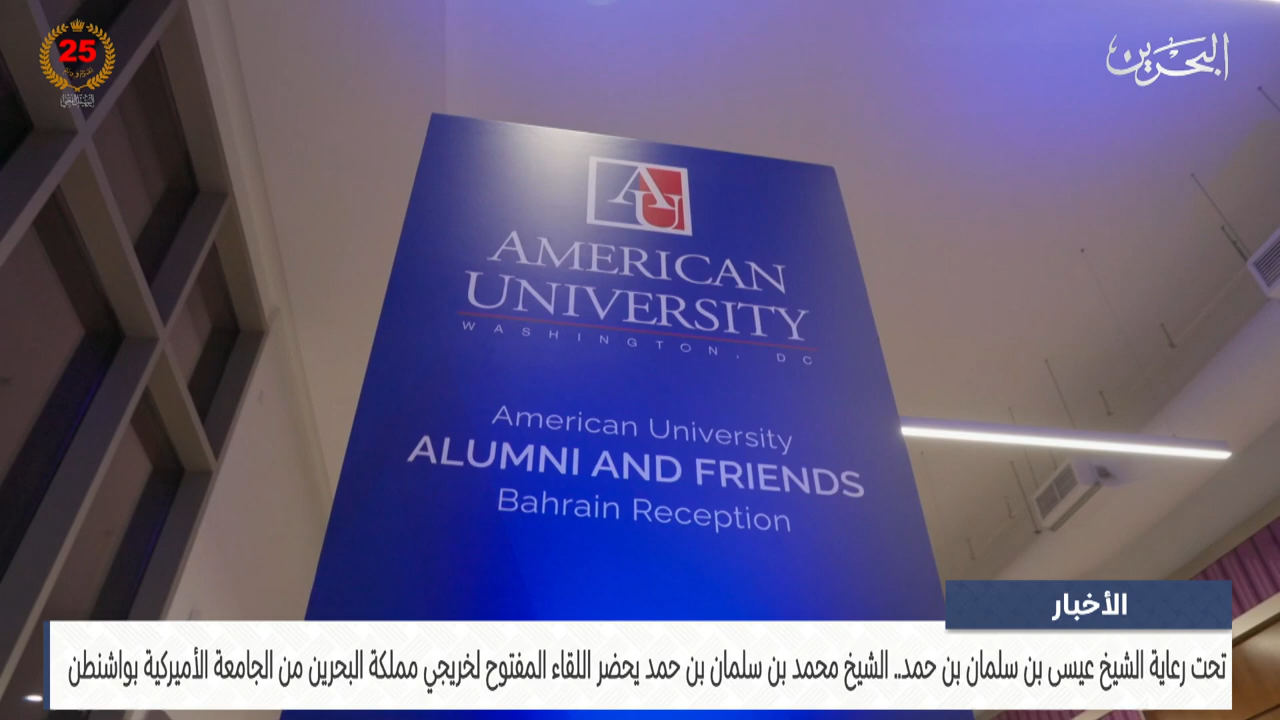 25
البحرين
AU
AMERICAN
UNIVERSITY
WASHINGTON, DC
American University
ALUMNI AND FRIENDS
Bahrain Reception
الأخبار
تحت رعاية الشيخ عيسى بن سلمان بن حمد.. الشيخ محمد بن سلمان بن حمد يحضر اللقاء المفتوح لخريجي مملكة البحرين من الجامعة الأميركية بواشنطن